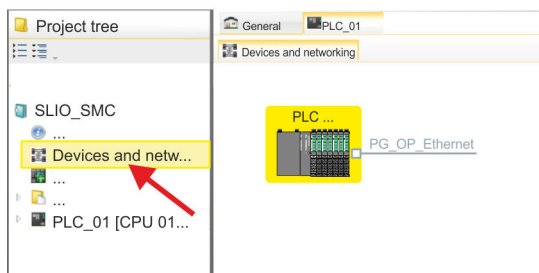 Project tree
SLIO_SMC
...
Devices and netw...
...
...
PLC_01 [CPU 01...
General
PLC_01
Devices and networking
PLC ...
PG_OP_Ethernet